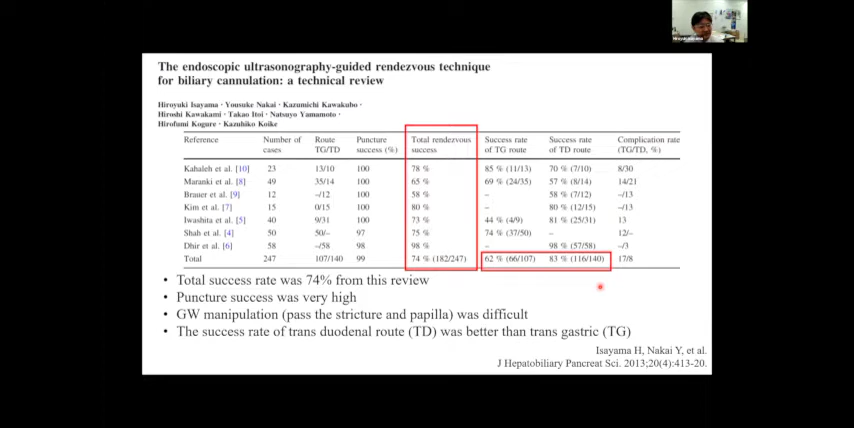 The endoscopic ultrasonography-guided rendezvous technique
for biliary cannulation: a technical review
Hiroyuki Isayama · Yousuke Nakai · Kazumichi Kawakubo ·
Hiroshi Kawakami · Takao Itoi · Natsuyo Yamamoto ·
Hirofumi Kogure · Kazuhiko Koike
Reference Number of cases Route TG/TD Puncture success (%) Total rendezvous success Success rate of TG route Success rate of TD route Complication rate (TG/TD, %)
Kahaleh et al. [10] 23 13/10 100 78 % 85 % (11/13) 70 % (7/10) 8/30
Maranki et al. [8] 49 35/14 100 65 % 69 % (24/35) 57 % (8/14) 14/21
Brauer et al. [9] 12 –/12 100 58 % – 58 % (7/12) –/13
Kim et al. [7] 15 0/15 100 80 % – 80 % (12/15) –/13
Iwashita et al. [5] 40 9/31 100 73 % 44 % (4/9) 81 % (25/31) 13
Shah et al. [4] 50 50/– 97 75 % 74 % (37/50) – 12/–
Dhir et al. [6] 58 –/58 98 98 % – 98 % (57/58) –/3
Total 247 107/140 99 74 % (182/247) 62 % (66/107) 83 % (116/140) 17/8
• Total success rate was 74% from this review
• Puncture success was very high
• GW manipulation (pass the stricture and papilla) was difficult
• The success rate of trans duodenal route (TD) was better than trans gastric (TG)
Isayama H, Nakai Y, et al.
J Hepatobiliary Pancreat Sci. 2013;20(4):413-20.